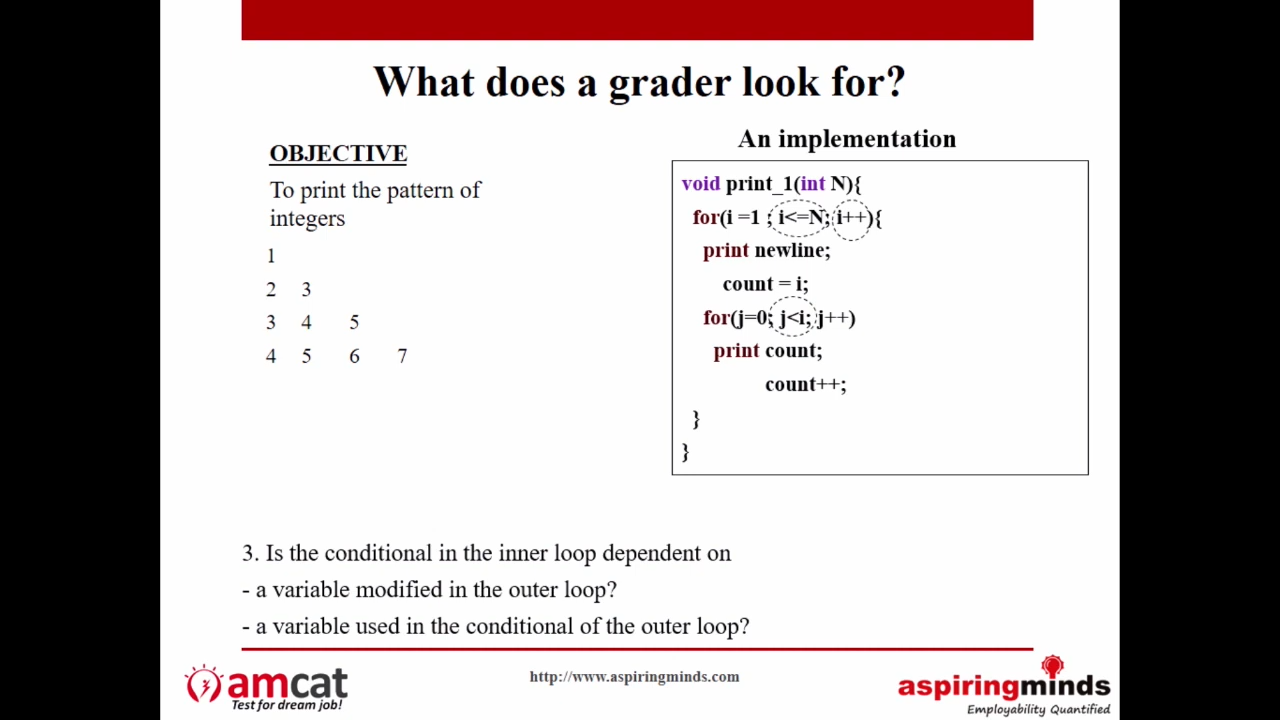 What does a grader look for?
OBJECTIVE
To print the pattern of
integers
1
2 3
3 4 5
4 5 6 7
An implementation
void print_1(int N){
for(i =1 ; i<=N; i++){
print newline;
count = i;
for(j=0; j<i; j++)
print count;
count++;
}
}
3. Is the conditional in the inner loop dependent on
- a variable modified in the outer loop?
- a variable used in the conditional of the outer loop?
amcat
Test for dream job!
http://www.aspiringminds.com
aspiringminds
Employability Quantified